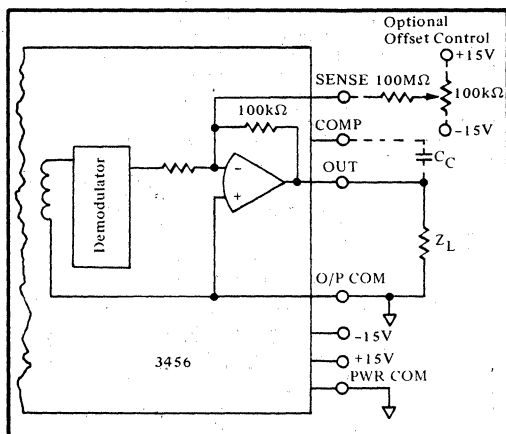 Optional
Offset Control
+15V
SENSE 100MΩ
100kΩ
100kΩ
COMP
-15V
C_C
OUT
Demodulator
-
+
Z_L
O/P COM
-15V
3456
+15V
PWR COM